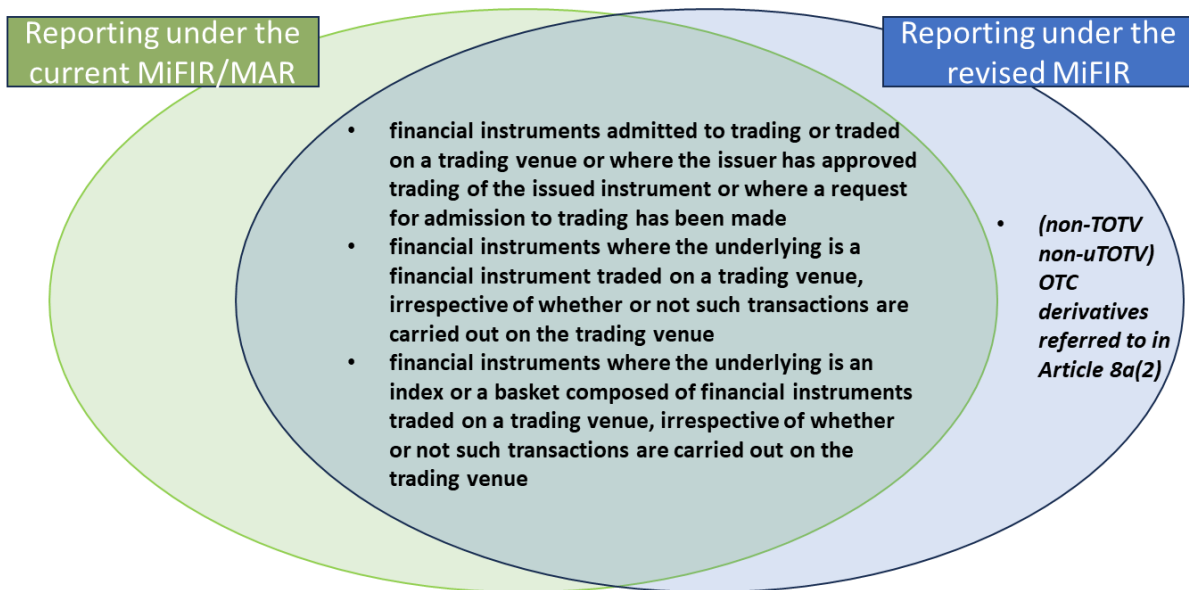 Reporting under the
current MiFIR/MAR
Reporting under the
revised MiFIR
• financial instruments admitted to trading or traded
on a trading venue or where the issuer has approved
trading of the issued instrument or where a request
for admission to trading has been made
• financial instruments where the underlying is a
financial instrument traded on a trading venue,
irrespective of whether or not such transactions are
carried out on the trading venue
• financial instruments where the underlying is an
index or a basket composed of financial instruments
traded on a trading venue, irrespective of whether
or not such transactions are carried out on the
trading venue
• (non-TOTV
non-uTOTV)
OTC
derivatives
referred to in
Article 8a(2)